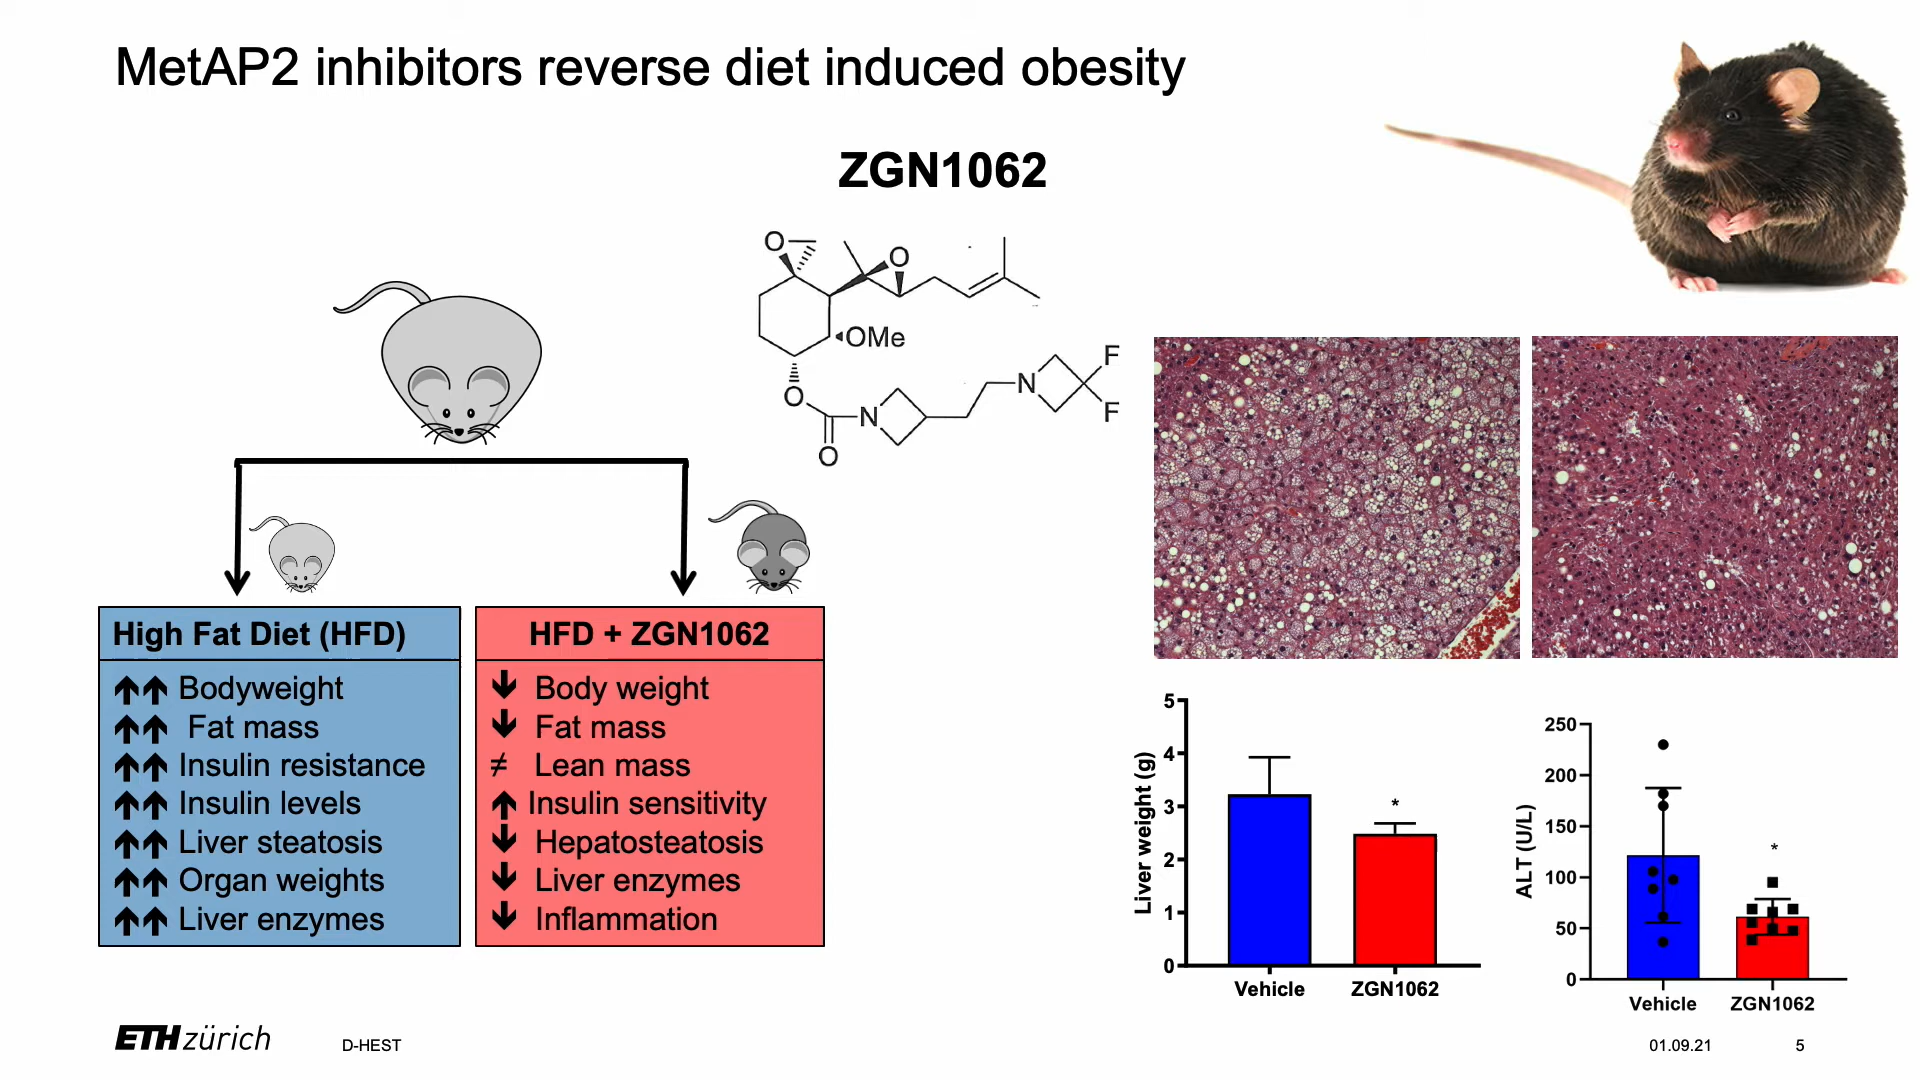 MetAP2 inhibitors reverse diet induced obesity
ZGN1062
O
O
OMe
O
N
O
N
F
F
High Fat Diet (HFD)
↑↑ Bodyweight
↑↑ Fat mass
↑↑ Insulin resistance
↑↑ Insulin levels
↑↑ Liver steatosis
↑↑ Organ weights
↑↑ Liver enzymes
HFD + ZGN1062
↓ Body weight
↓ Fat mass
≠ Lean mass
↑ Insulin sensitivity
↓ Hepatosteatosis
↓ Liver enzymes
↓ Inflammation
Liver weight (g)
5
4
3
2
1
0
*
Vehicle
ZGN1062
ALT (U/L)
250
200
150
100
50
0
*
Vehicle
ZGN1062
ETH zürich
D-HEST
01.09.21
5